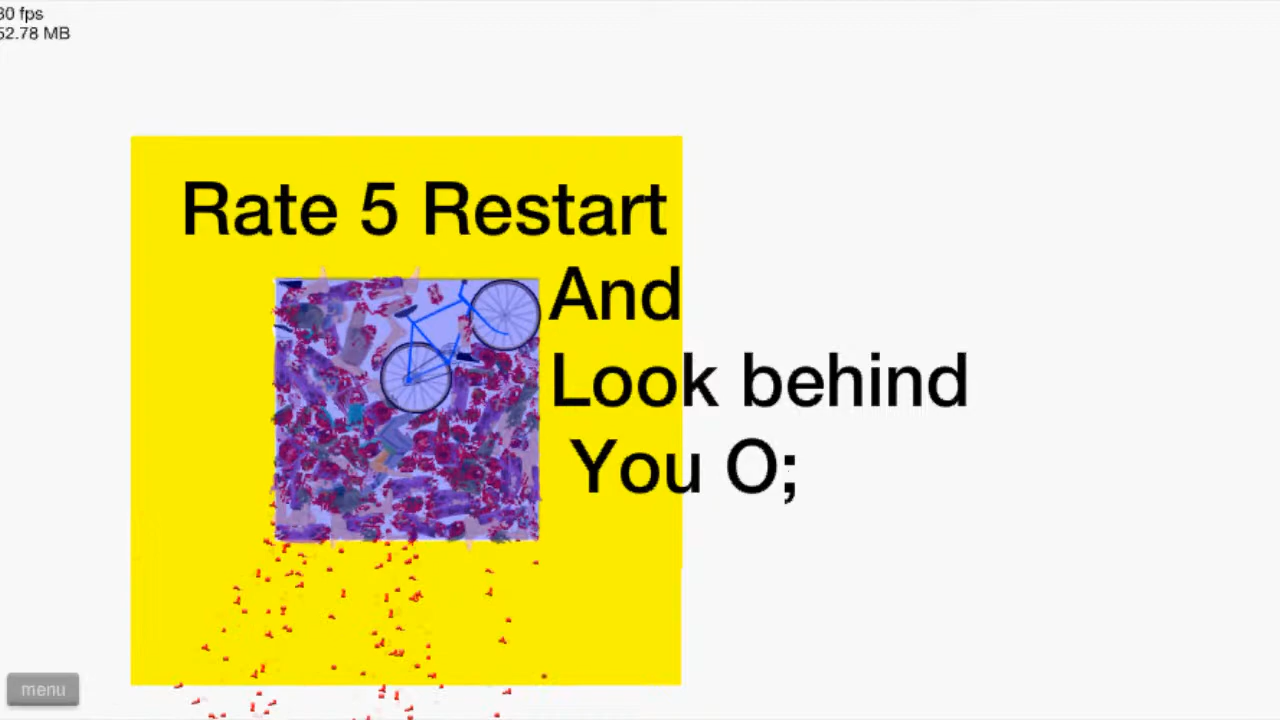 30 fps
52.78 MB
Rate 5 Restart
And
Look behind
You O;
menu